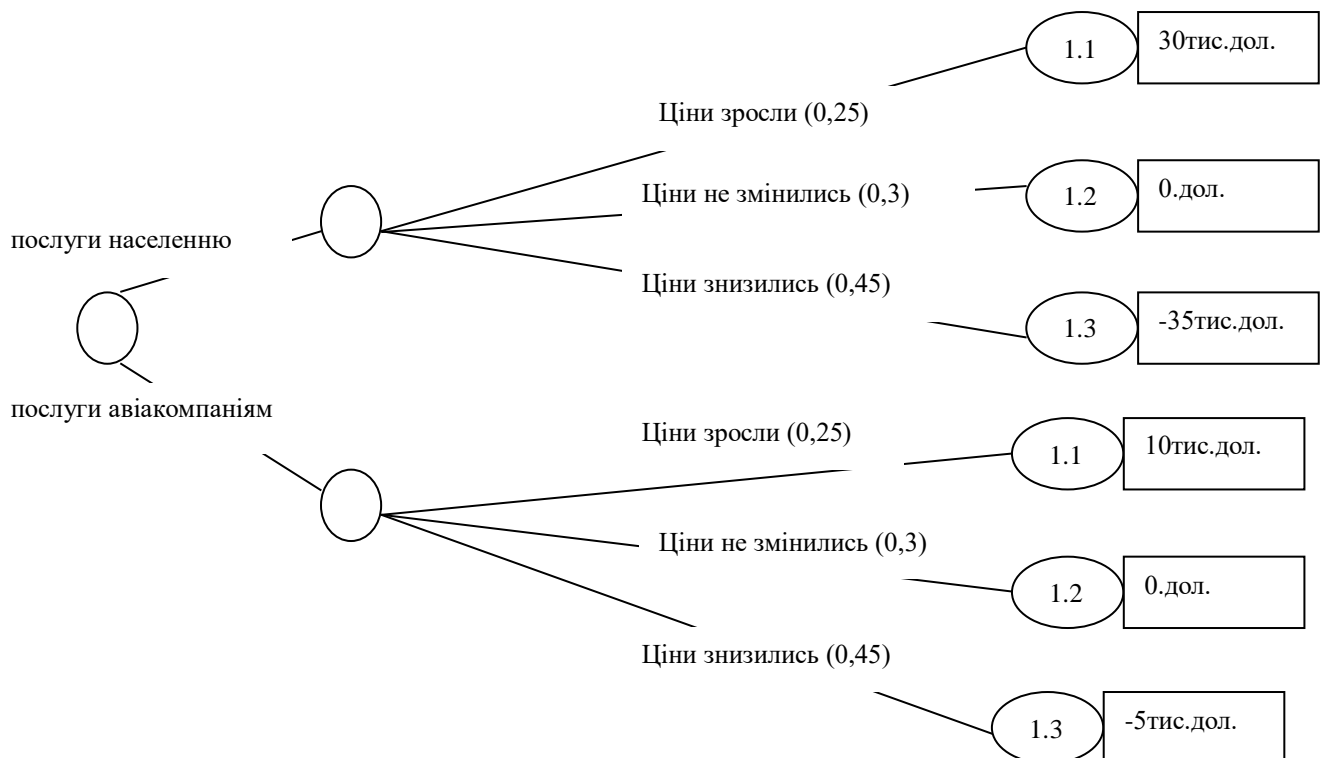 1.1
30тис.дол.
Ціни зросли (0,25)
Ціни не змінились (0,3)
1.2
0.дол.
послуги населенню
Ціни знизились (0,45)
1.3
-35тис.дол.
послуги авіакомпаніям
Ціни зросли (0,25)
1.1
10тис.дол.
Ціни не змінились (0,3)
1.2
0.дол.
Ціни знизились (0,45)
1.3
-5тис.дол.